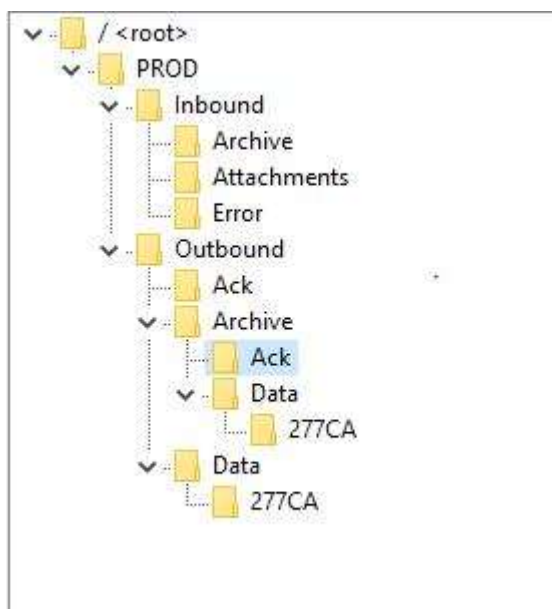 / <root>
PROD
Inbound
Archive
Attachments
Error
Outbound
Ack
Archive
Ack
Data
277CA
Data
277CA